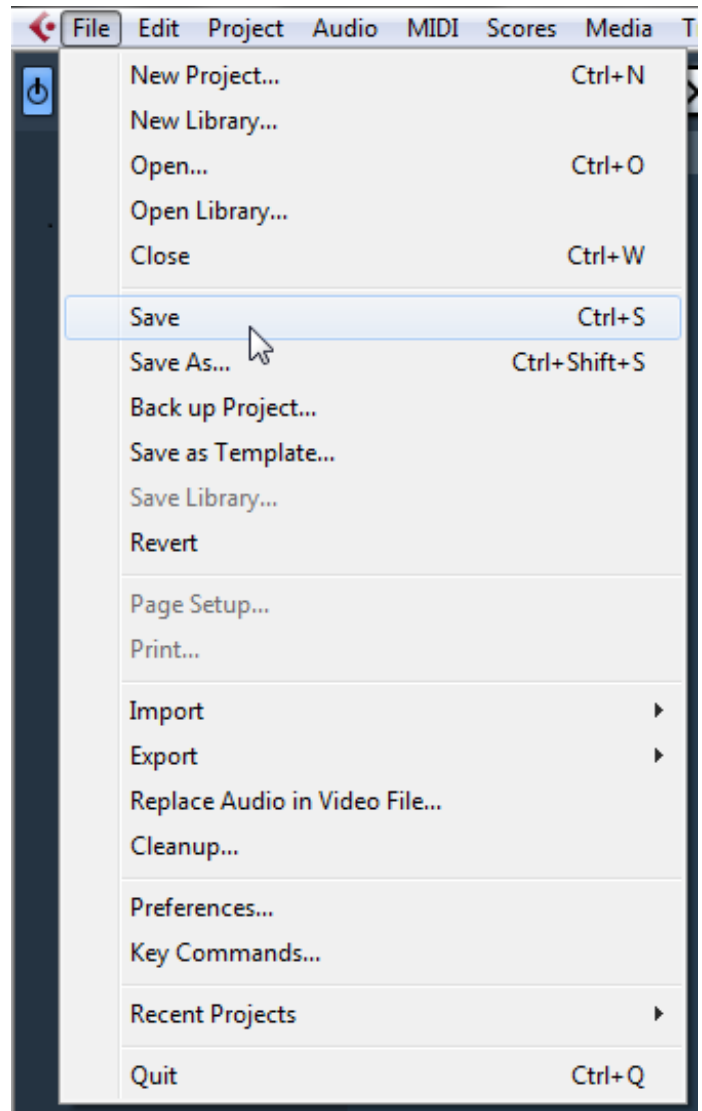 File Edit Project Audio MIDI Scores Media
New Project... Ctrl+N
New Library...
Open... Ctrl+O
Open Library...
Close Ctrl+W
Save Ctrl+S
Save As... Ctrl+Shift+S
Back up Project...
Save as Template...
Save Library...
Revert
Page Setup...
Print...
Import
Export
Replace Audio in Video File...
Cleanup...
Preferences...
Key Commands...
Recent Projects
Quit Ctrl+Q